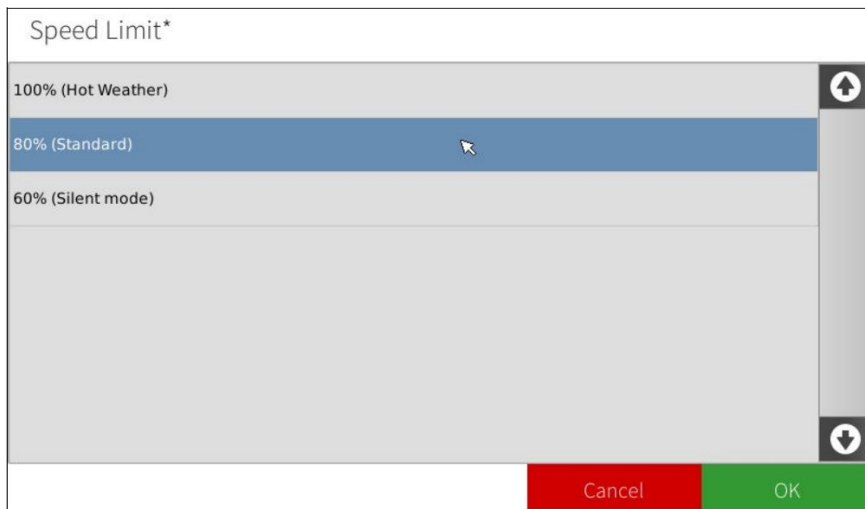 Speed Limit*
100% (Hot Weather)
80% (Standard)
60% (Silent mode)
Cancel
OK